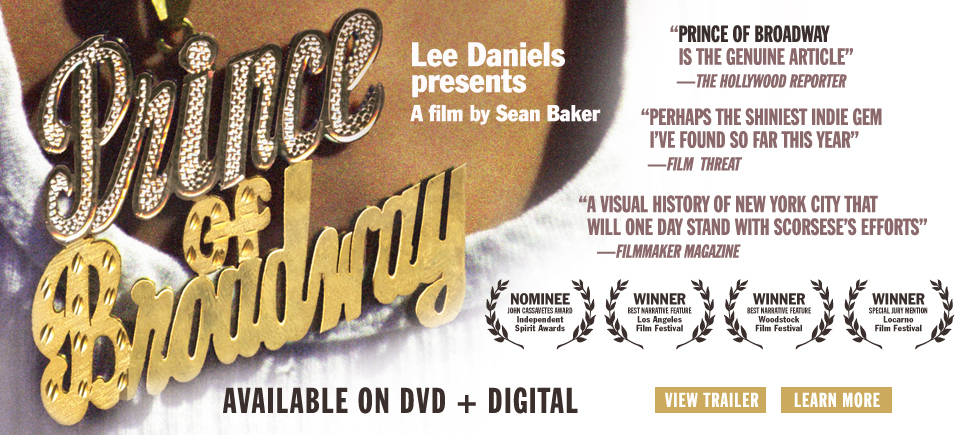 Prince
of
Broadway
Lee Daniels
presents
A film by Sean Baker
“PRINCE OF BROADWAY
IS THE GENUINE ARTICLE”
—THE HOLLYWOOD REPORTER
“PERHAPS THE SHINIEST INDIE GEM
I’VE FOUND SO FAR THIS YEAR”
—FILM THREAT
“A VISUAL HISTORY OF NEW YORK CITY THAT
WILL ONE DAY STAND WITH SCORSESE’S EFFORTS”
—FILMMAKER MAGAZINE
NOMINEE
JOHN CASSAVETES AWARD
Independent
Spirit Awards
WINNER
BEST NARRATIVE FEATURE
Los Angeles
Film Festival
WINNER
BEST NARRATIVE FEATURE
Woodstock
Film Festival
WINNER
SPECIAL JURY MENTION
Locarno
Film Festival
AVAILABLE ON DVD + DIGITAL
VIEW TRAILER
LEARN MORE